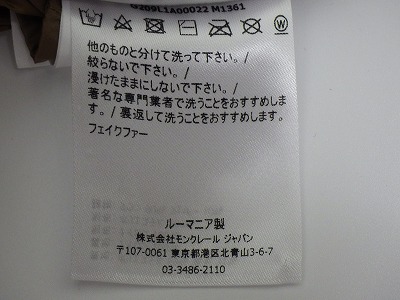 G209L1A00022 M1361
他のものと分けて洗って下さい。/
絞らないで下さい。/
浸けたままにしないで下さい。/
著名な専門業者で洗うことをおすすめしま
す。/ 裏返して洗うことをおすすめします。
フェイクファー
ルーマニア製
株式会社モンクレール ジャパン
〒107-0061 東京都港区北青山3-6-7
03-3486-2110